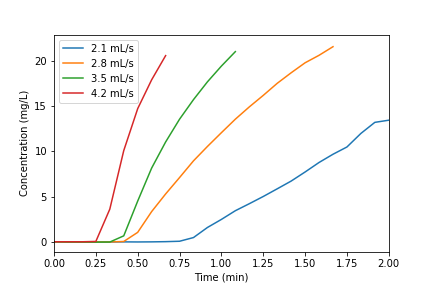 2.1 mL/s
2.8 mL/s
3.5 mL/s
4.2 mL/s
Concentration (mg/L)
20
15
10
5
0
0.00 0.25 0.50 0.75 1.00 1.25 1.50 1.75 2.00
Time (min)